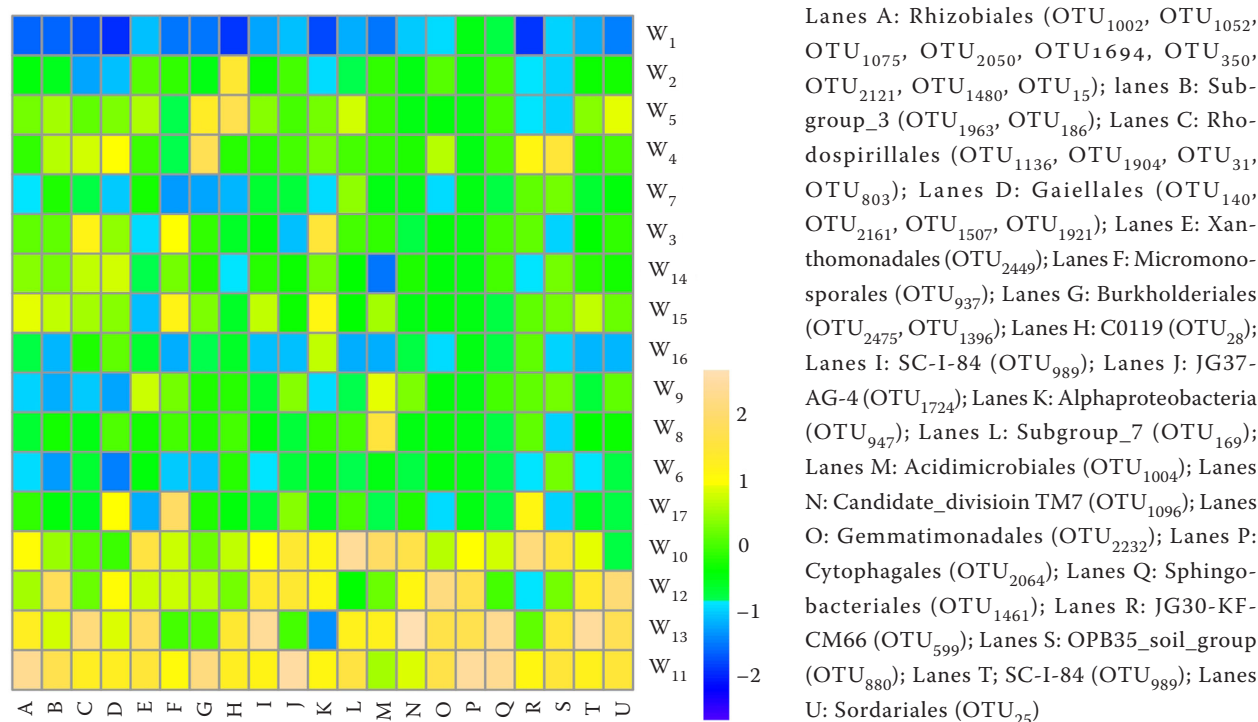 W₁
W₂
W₅
W₄
W₇
W₃
W₁₄
W₁₅
W₁₆
W₉
W₈
W₆
W₁₇
W₁₀
W₁₂
W₁₃
W₁₁
2
1
0
−1
−2
A B C D E F G H I J K L M N O P Q R S T U
Lanes A: Rhizobiales (OTU₁₀₀₂, OTU₁₀₅₂,
OTU₁₀₇₅, OTU₂₀₅₀, OTU1694, OTU₃₅₀,
OTU₂₁₂₁, OTU₁₄₈₀, OTU₁₅); lanes B: Sub-
group_3 (OTU₁₉₆₃, OTU₁₈₆); Lanes C: Rho-
dospirillales (OTU₁₁₃₆, OTU₁₉₀₄, OTU₃₁,
OTU₈₀₃); Lanes D: Gaiellales (OTU₁₄₀,
OTU₂₁₆₁, OTU₁₅₀₇, OTU₁₉₂₁); Lanes E: Xan-
thomonadales (OTU₂₄₄₉); Lanes F: Micromono-
sporales (OTU₉₃₇); Lanes G: Burkholderiales
(OTU₂₄₇₅, OTU₁₃₉₆); Lanes H: C0119 (OTU₂₈);
Lanes I: SC-I-84 (OTU₉₈₉); Lanes J: JG37-
AG-4 (OTU₁₇₂₄); Lanes K: Alphaproteobacteria
(OTU₉₄₇); Lanes L: Subgroup_7 (OTU₁₆₉);
Lanes M: Acidimicrobiales (OTU₁₀₀₄); Lanes
N: Candidate_divisioin TM7 (OTU₁₀₉₆); Lanes
O: Gemmatimonadales (OTU₂₂₃₂); Lanes P:
Cytophagales (OTU₂₀₆₄); Lanes Q: Sphingo-
bacteriales (OTU₁₄₆₁); Lanes R: JG30-KF-
CM66 (OTU₅₉₉); Lanes S: OPB35_soil_group
(OTU₈₈₀); Lanes T; SC-I-84 (OTU₉₈₉); Lanes
U: Sordariales (OTU₂₅)